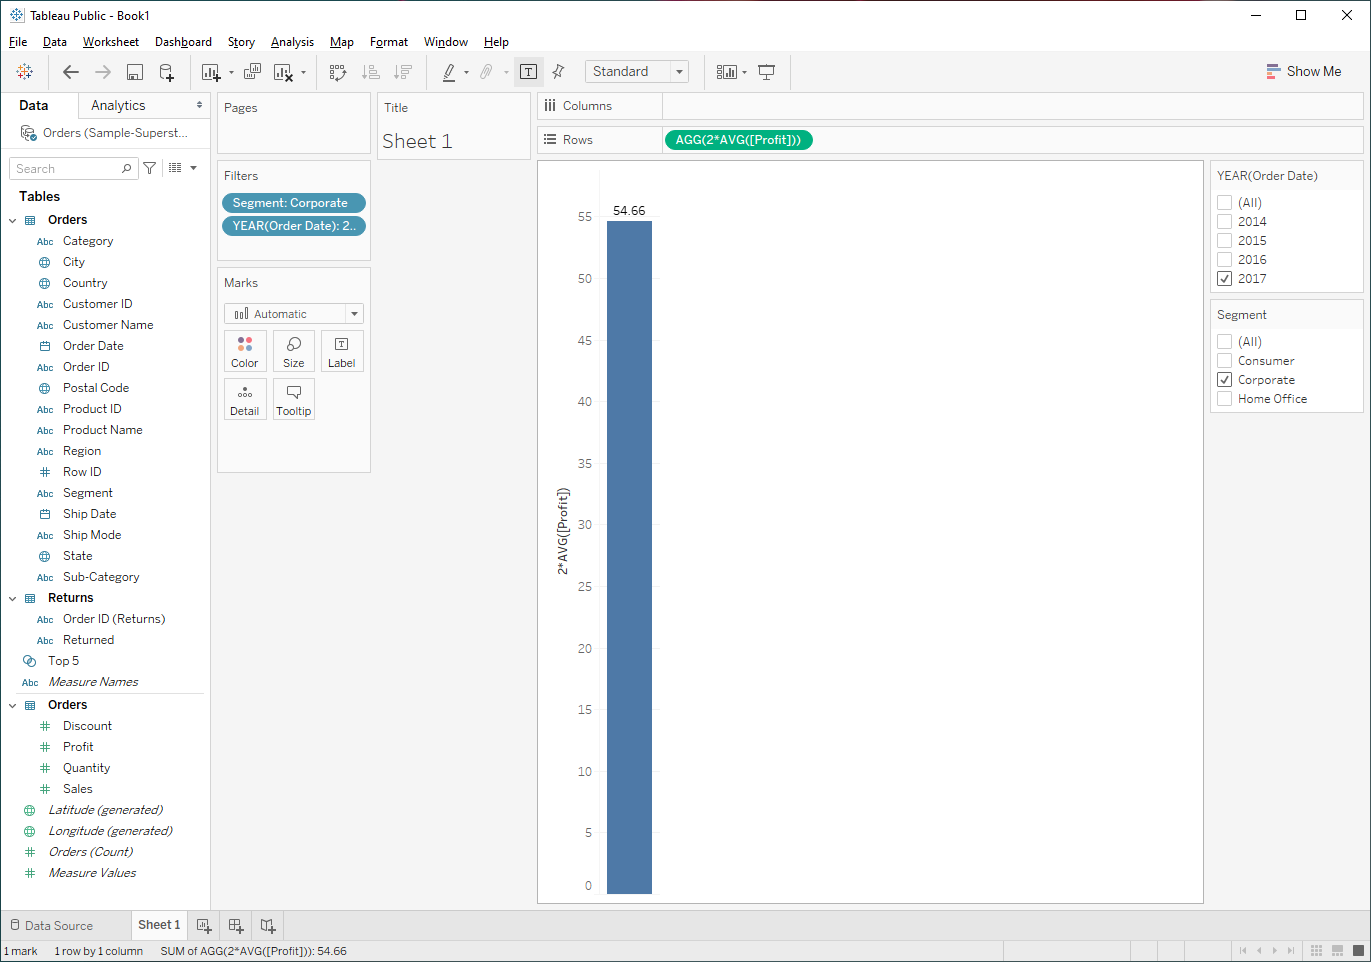 Tableau Public - Book1
File Data Worksheet Dashboard Story Analysis Map Format Window Help
Standard
Show Me
Data Analytics
Orders (Sample-Superst...
Search
Tables
Orders
Abc Category
City
Country
Abc Customer ID
Abc Customer Name
Order Date
Abc Order ID
Postal Code
Abc Product ID
Abc Product Name
Abc Region
Row ID
Abc Segment
Ship Date
Abc Ship Mode
State
Abc Sub-Category
Returns
Abc Order ID (Returns)
Abc Returned
Top 5
Abc Measure Names
Orders
Discount
Profit
Quantity
Sales
Latitude (generated)
Longitude (generated)
Orders (Count)
Measure Values
Pages
Filters
Segment: Corporate
YEAR(Order Date): 2..
Marks
Automatic
Color Size Label
Detail Tooltip
Title
Sheet 1
Columns
Rows AGG(2*AVG([Profit]))
54.66
2*AVG([Profit])
55
50
45
40
35
30
25
20
15
10
5
0
YEAR(Order Date)
(All)
2014
2015
2016
2017
Segment
(All)
Consumer
Corporate
Home Office
Data Source Sheet 1
1 mark 1 row by 1 column SUM of AGG(2*AVG([Profit])): 54.66